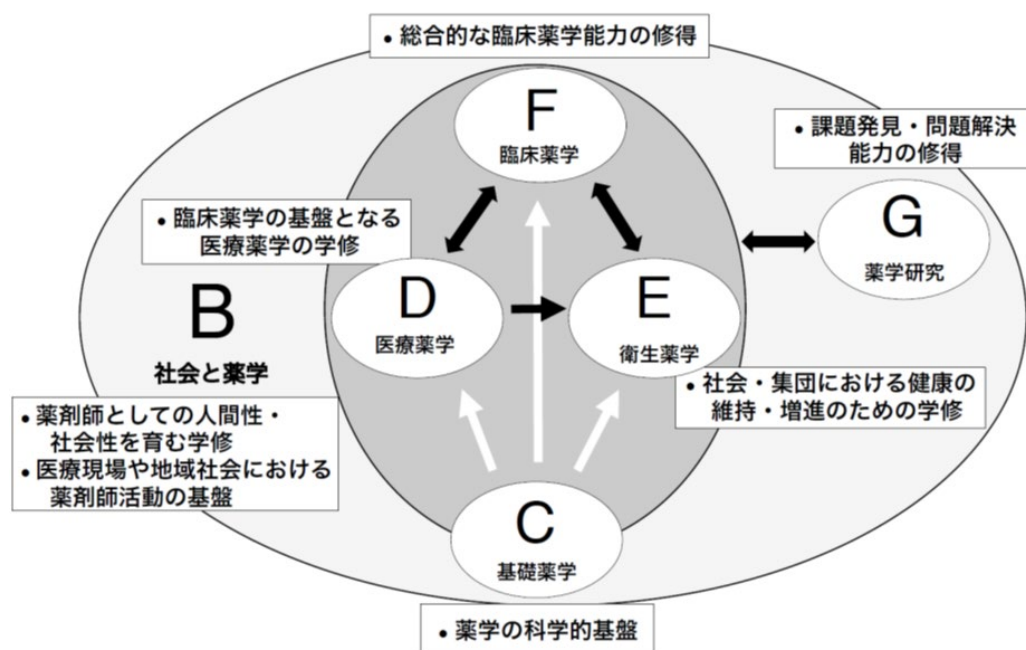 • 総合的な臨床薬学能力の修得
F
臨床薬学
• 課題発見・問題解決
能力の修得
G
薬学研究
• 臨床薬学の基盤となる
医療薬学の学修
D
医療薬学
E
衛生薬学
B
社会と薬学
• 社会・集団における健康の
維持・増進のための学修
• 薬剤師としての人間性・
社会性を育む学修
• 医療現場や地域社会における
薬剤師活動の基盤
C
基礎薬学
• 薬学の科学的基盤